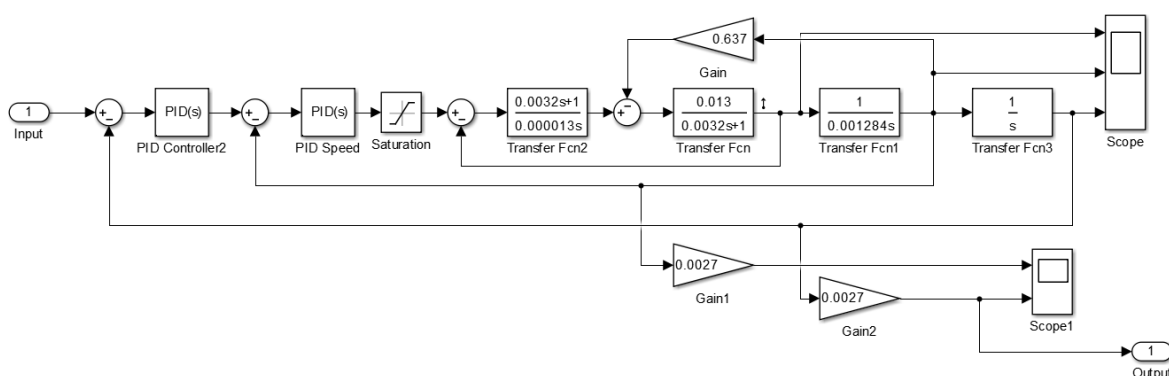 0.637
Gain
1
Input
+
−
PID(s)
PID Controller2
+
−
PID(s)
PID Speed
Saturation
+
−
0.0032s+1
0.000013s
Transfer Fcn2
−
+
0.013
0.0032s+1
Transfer Fcn
1
0.001284s
Transfer Fcn1
1
s
Transfer Fcn3
Scope
0.0027
Gain1
0.0027
Gain2
Scope1
1
Output